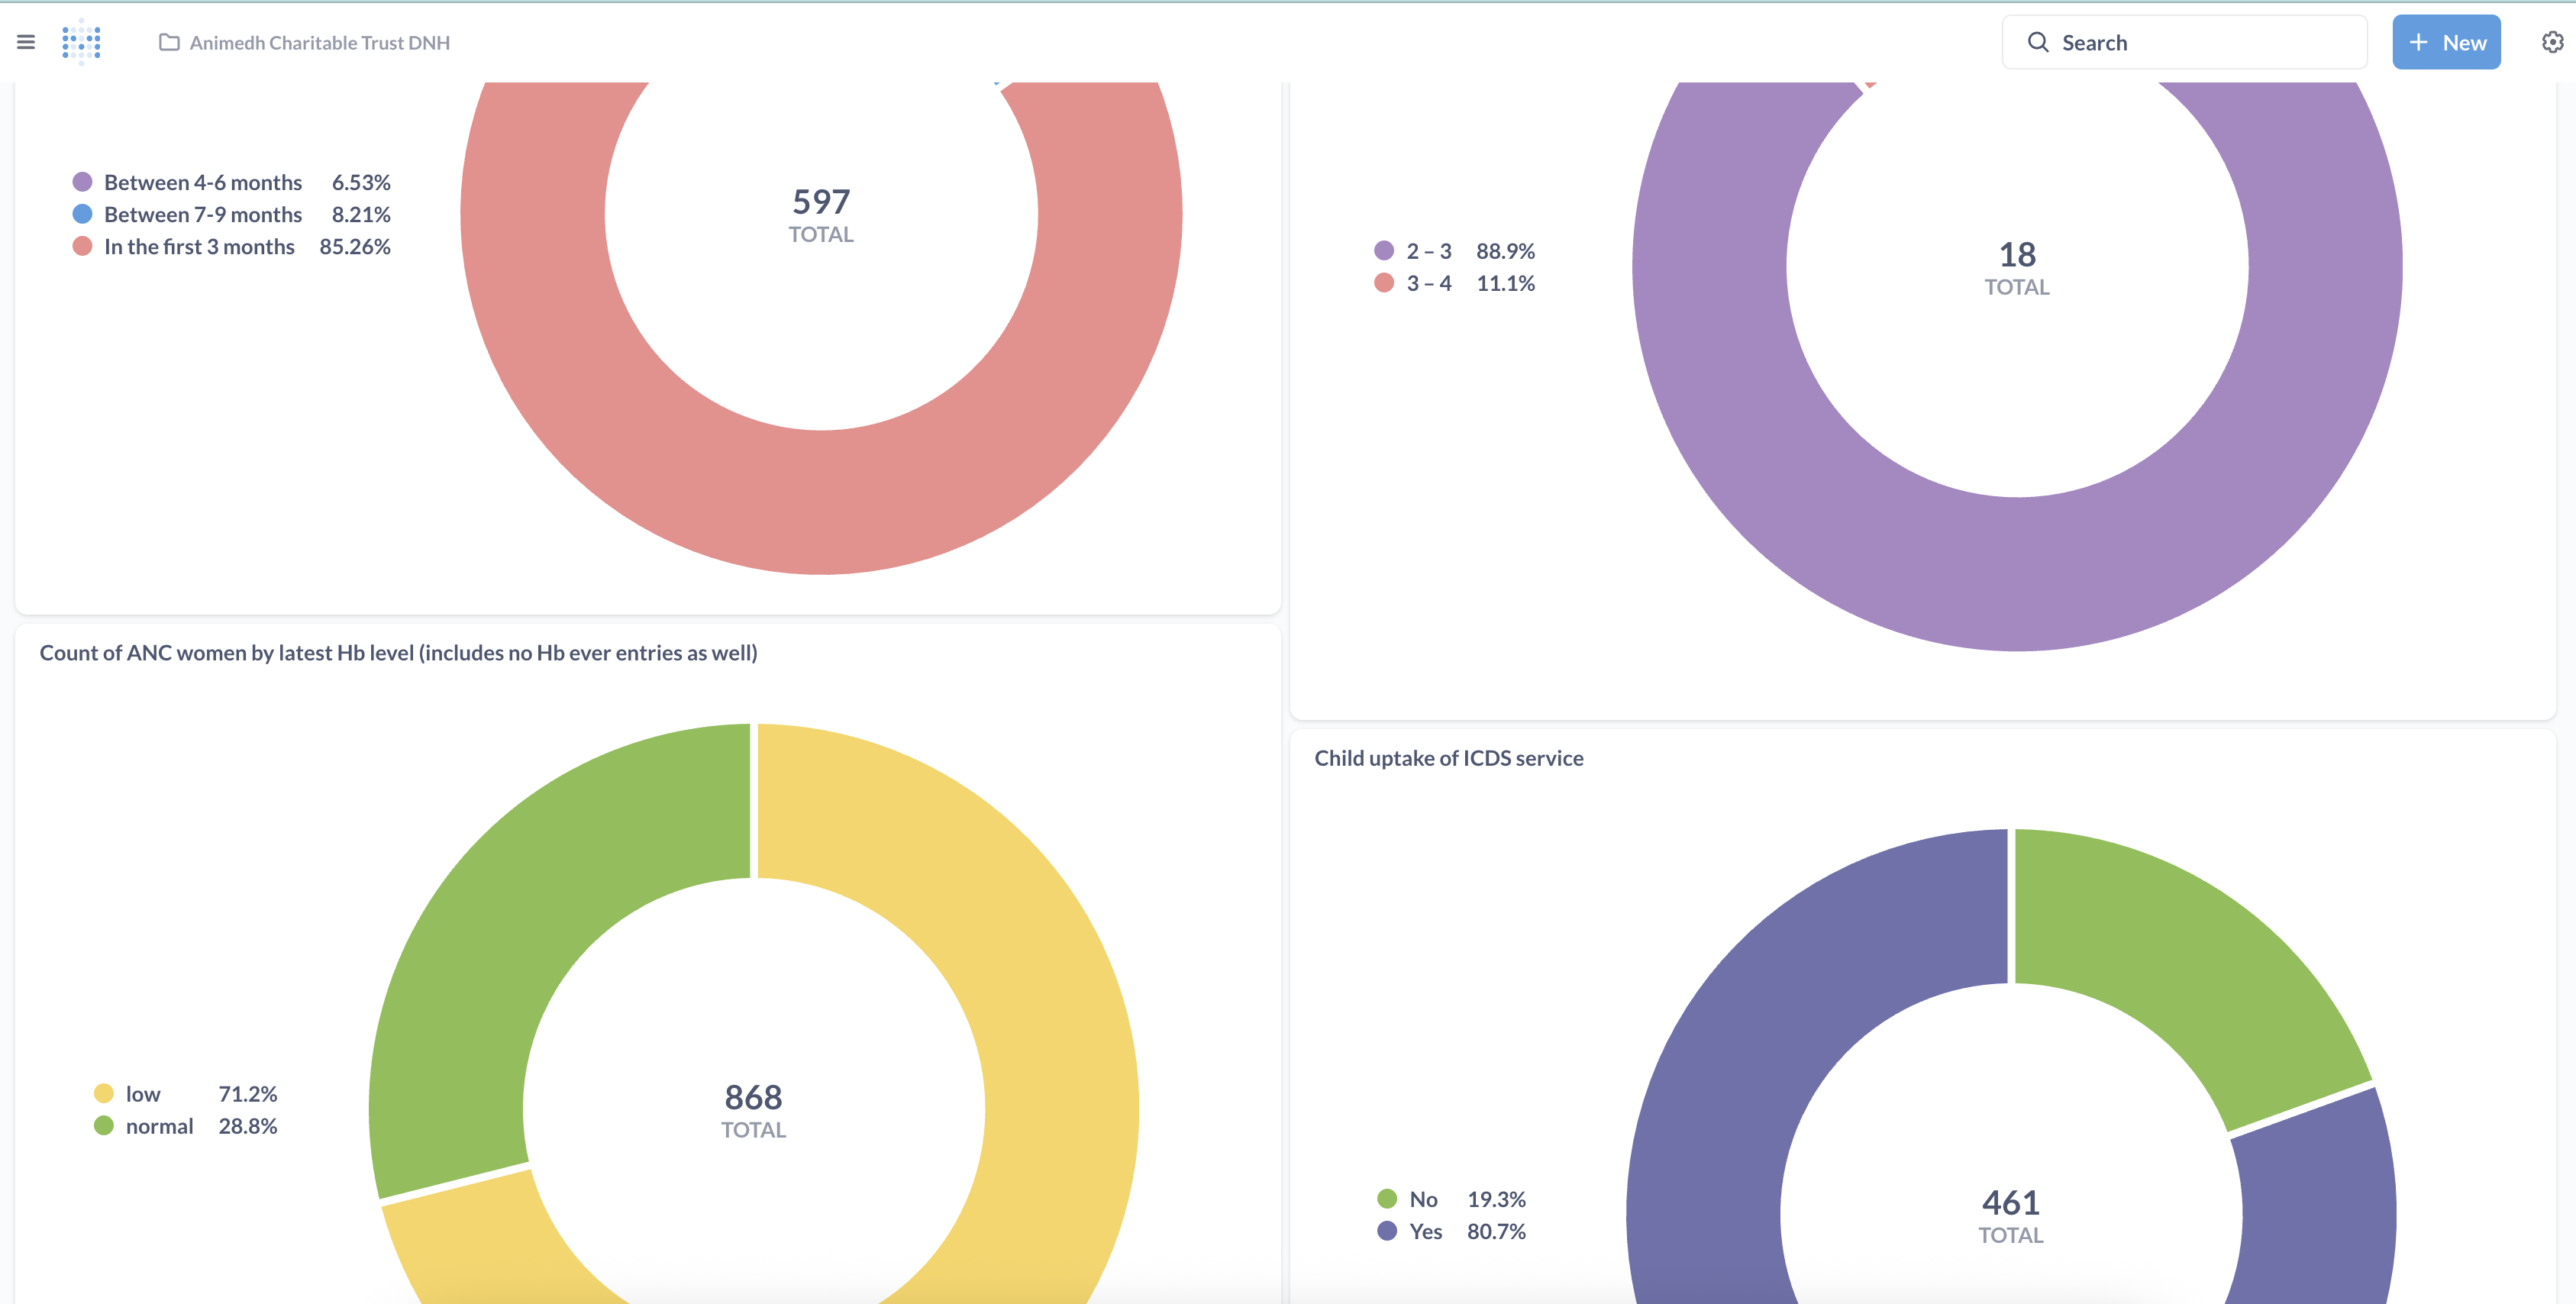 Animedh Charitable Trust DNH
Search
New
Between 4-6 months 6.53%
Between 7-9 months 8.21%
In the first 3 months 85.26%
597
TOTAL
2 – 3 88.9%
3 – 4 11.1%
18
TOTAL
Count of ANC women by latest Hb level (includes no Hb ever entries as well)
low 71.2%
normal 28.8%
868
TOTAL
Child uptake of ICDS service
No 19.3%
Yes 80.7%
461
TOTAL